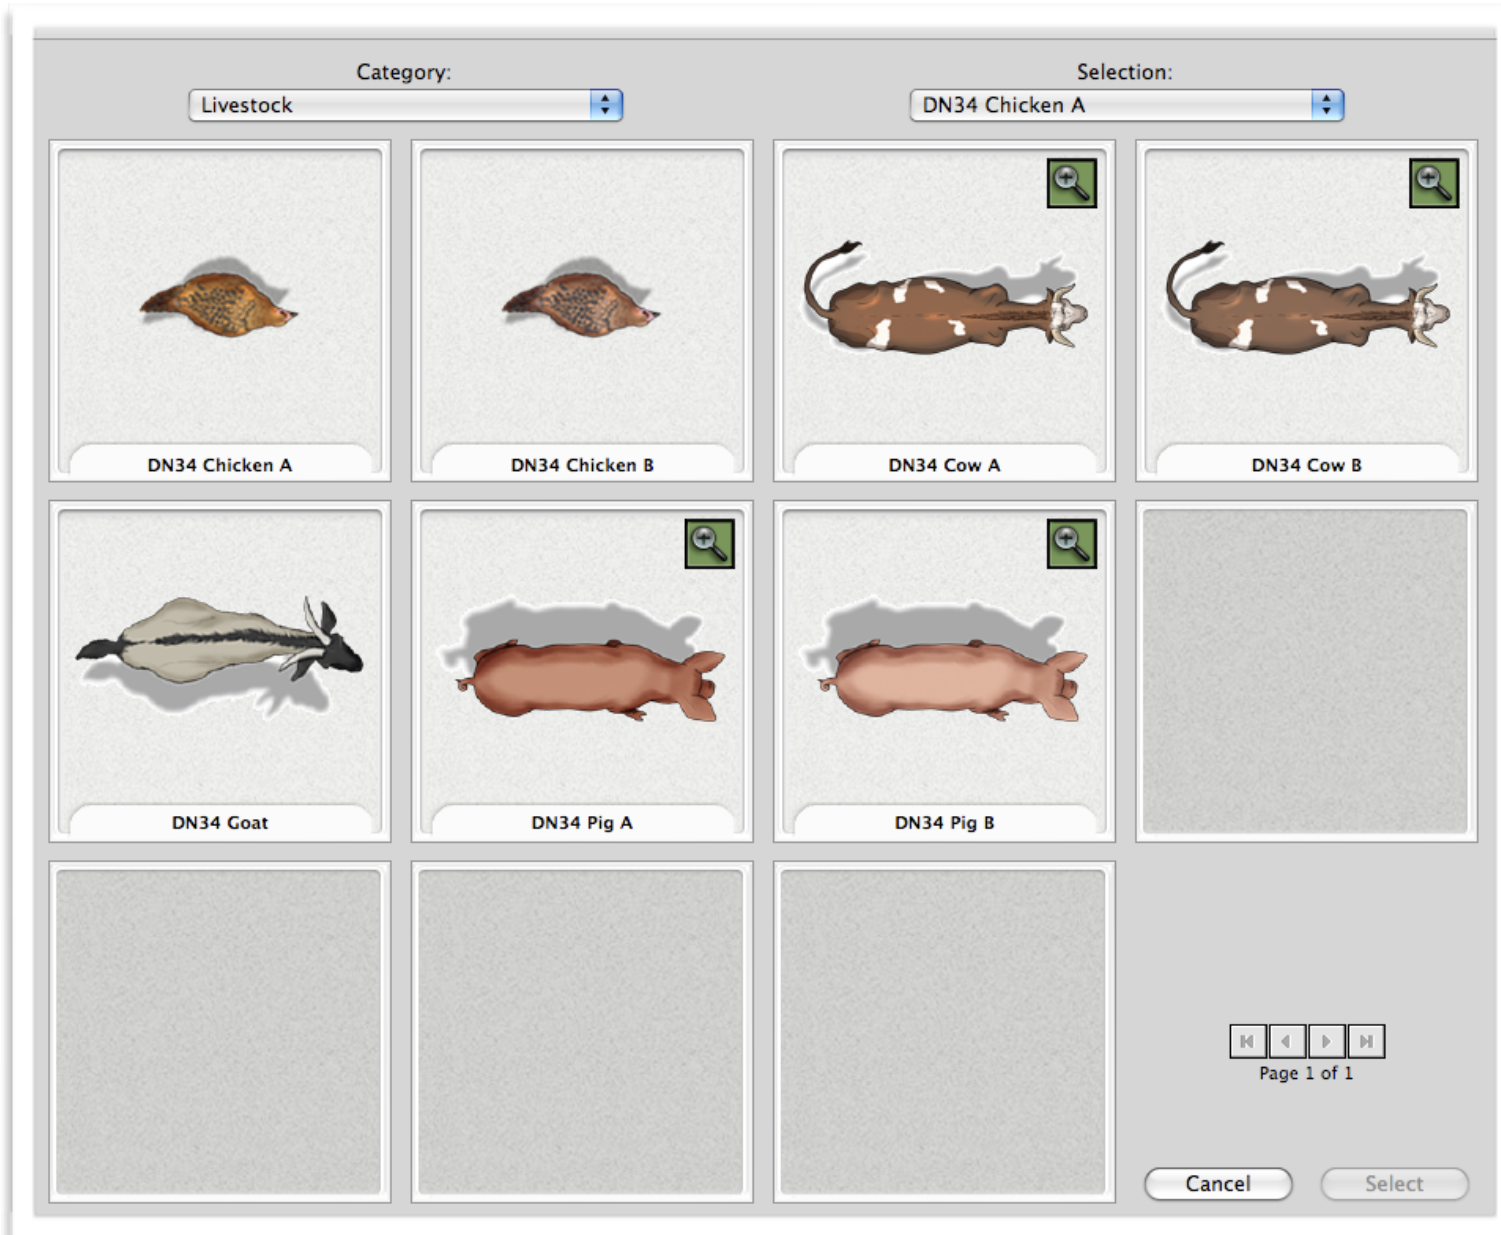 Category:
Selection:
Livestock
DN34 Chicken A
DN34 Chicken A
DN34 Chicken B
DN34 Cow A
DN34 Cow B
DN34 Goat
DN34 Pig A
DN34 Pig B
Page 1 of 1
Cancel
Select